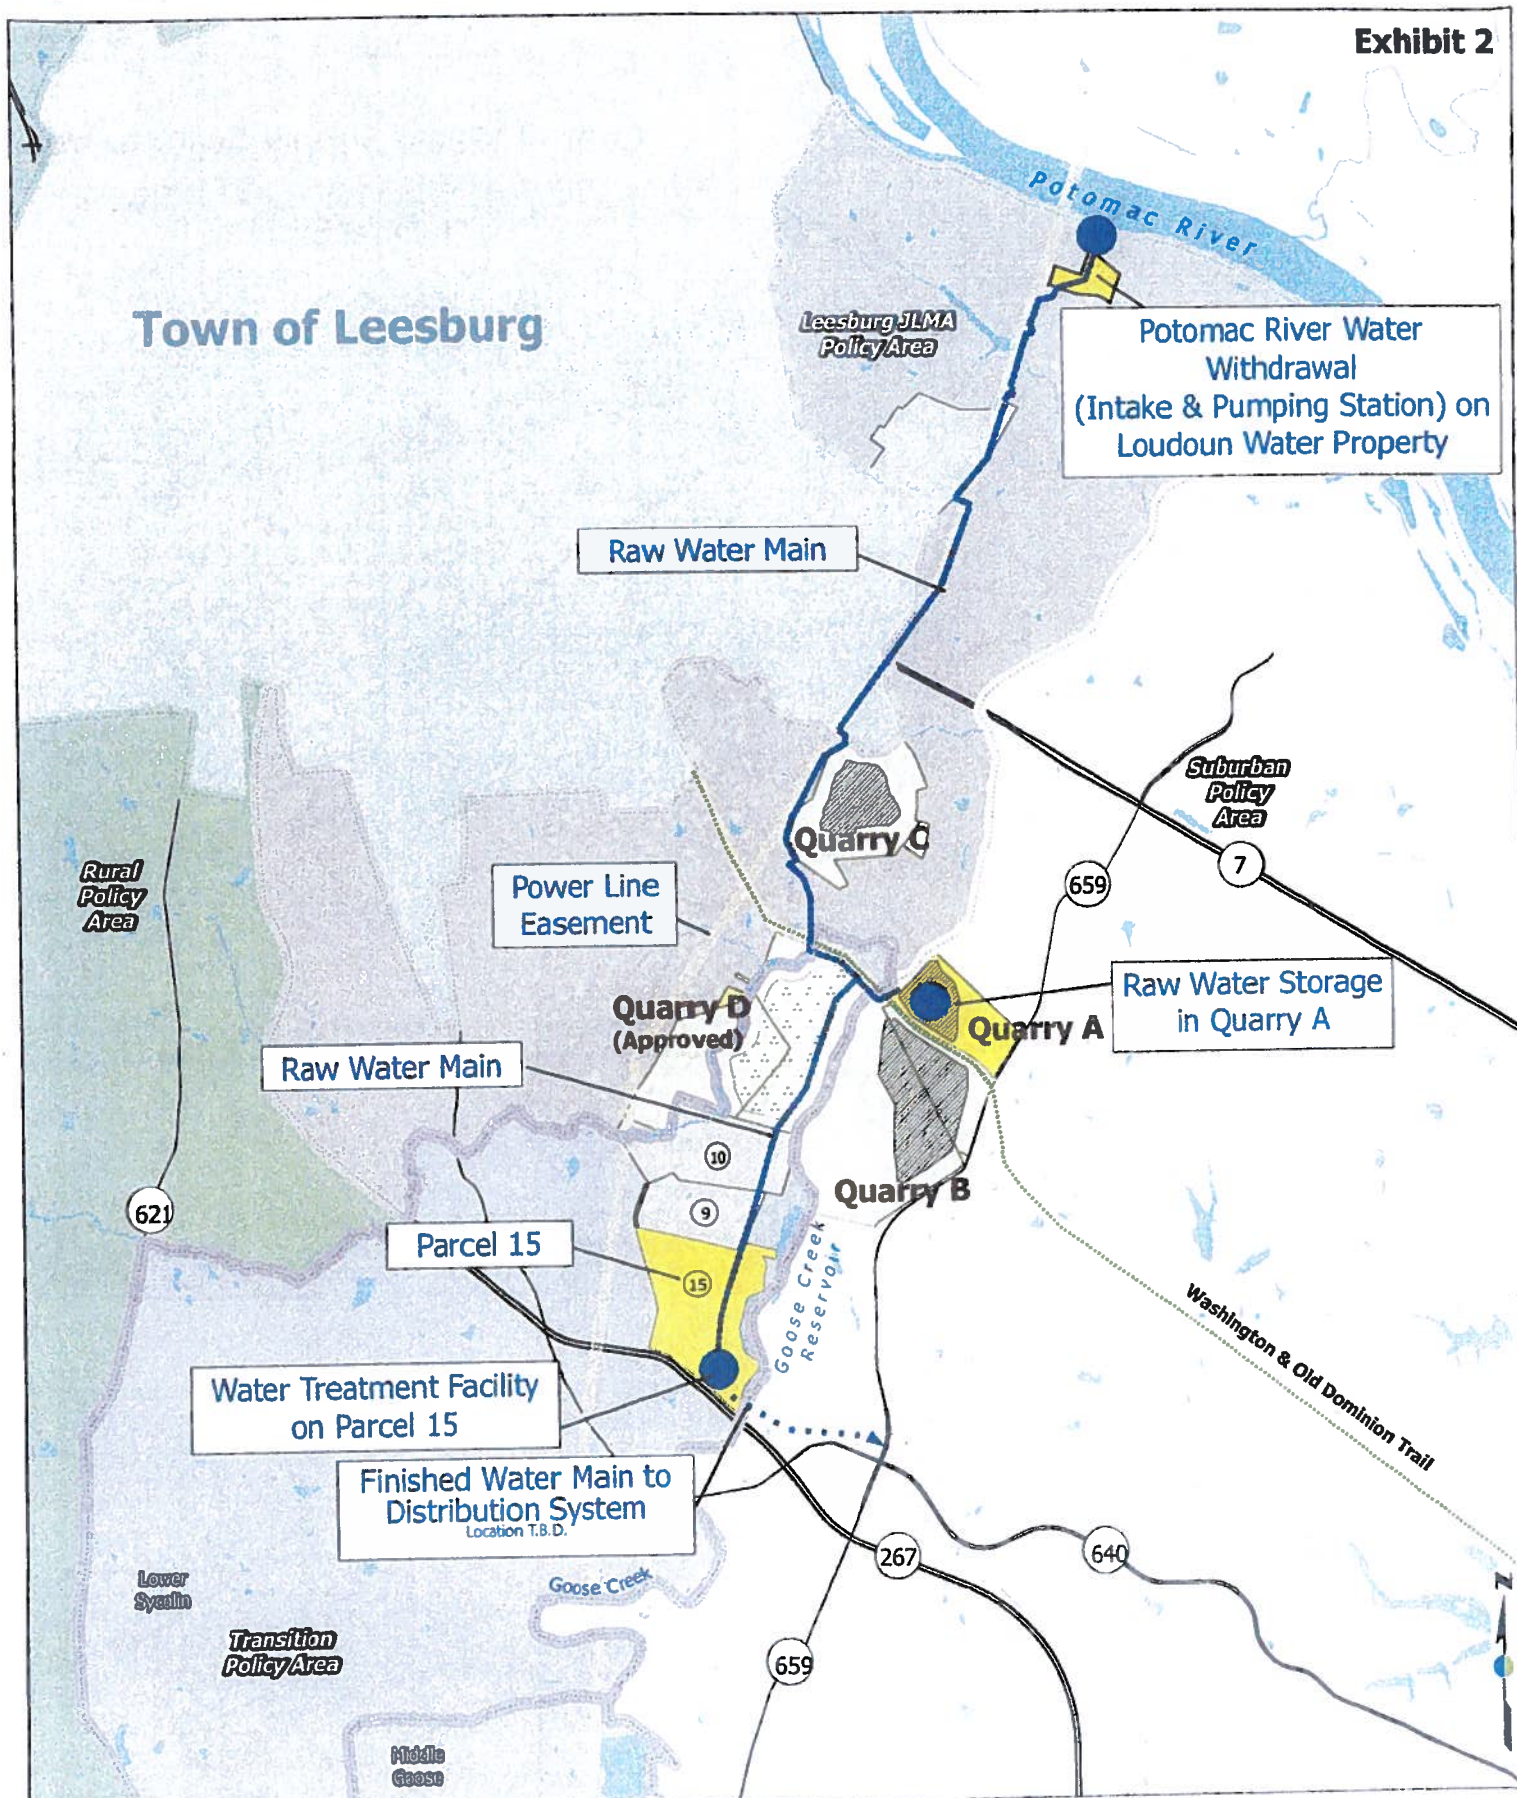 Exhibit 2
Potomac River
Town of Leesburg
Leesburg JLMA
Policy Area
Potomac River Water
Withdrawal
(Intake & Pumping Station) on
Loudoun Water Property
Raw Water Main
Suburban
Policy
Area
Quarry C
7
659
Rural
Policy
Area
Power Line
Easement
Raw Water Storage
in Quarry A
Quarry D
(Approved)
Quarry A
Raw Water Main
10
Quarry B
9
621
Parcel 15
15
Goose Creek
Reservoir
Washington & Old Dominion Trail
Water Treatment Facility
on Parcel 15
Finished Water Main to
Distribution System
Location T.B.D.
267
640
Goose Creek
Lower
Sycolin
Transition
Policy Area
659
N
Middle
Goose